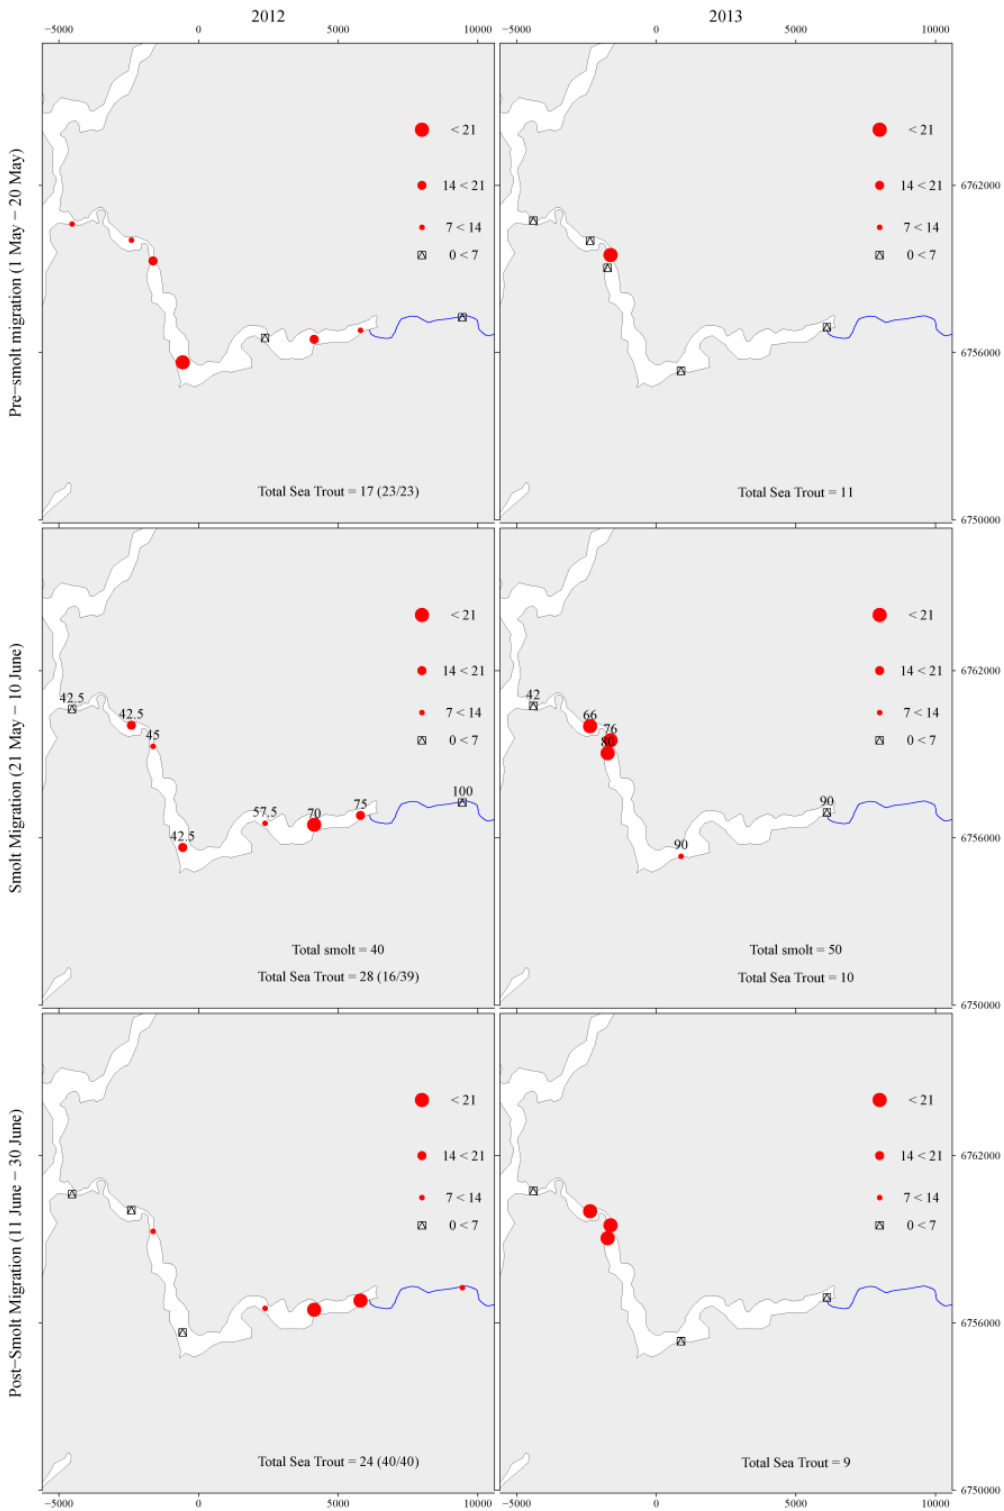 2012
2013
−5000 0 5000 10000
−5000 0 5000 10000
Pre−smolt migration (1 May − 20 May)
< 21
14 < 21
7 < 14
0 < 7
Total Sea Trout = 17 (23/23)
< 21
14 < 21
7 < 14
0 < 7
Total Sea Trout = 11
6762000
6756000
6750000
Smolt Migration (21 May − 10 June)
< 21
14 < 21
7 < 14
0 < 7
42.5
42.5
45
42.5
57.5
70
75
100
Total smolt = 40
Total Sea Trout = 28 (16/39)
< 21
14 < 21
7 < 14
0 < 7
42
66
76
80
90
90
Total smolt = 50
Total Sea Trout = 10
6762000
6756000
6750000
Post−Smolt Migration (11 June − 30 June)
< 21
14 < 21
7 < 14
0 < 7
Total Sea Trout = 24 (40/40)
< 21
14 < 21
7 < 14
0 < 7
Total Sea Trout = 9
6762000
6756000
6750000
−5000 0 5000 10000
−5000 0 5000 10000